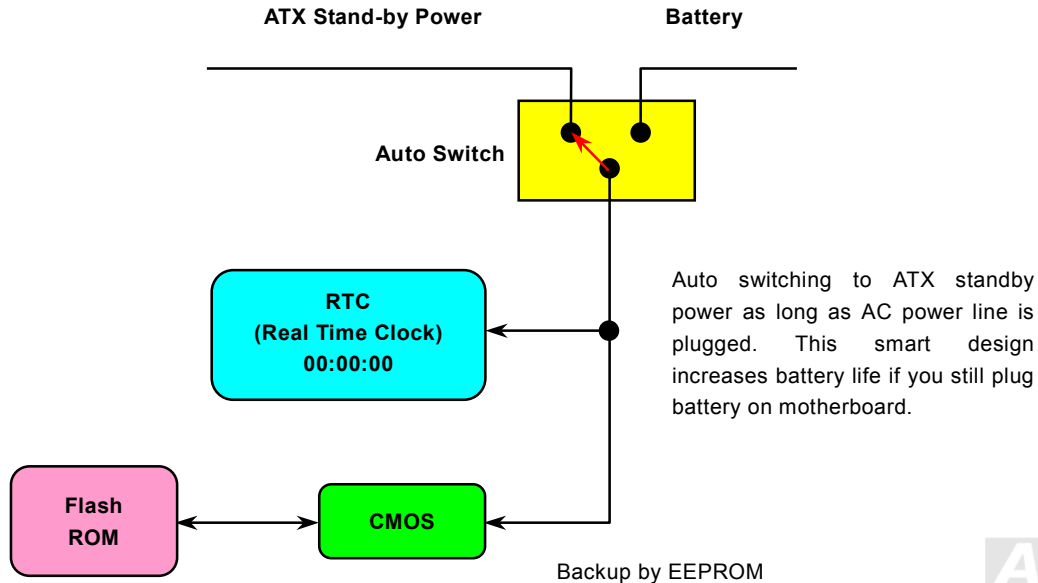 ATX Stand-by Power
Battery
Auto Switch
RTC
(Real Time Clock)
00:00:00
Auto switching to ATX standby
power as long as AC power line is
plugged. This smart design
increases battery life if you still plug
battery on motherboard.
Flash
ROM
CMOS
Backup by EEPROM
A